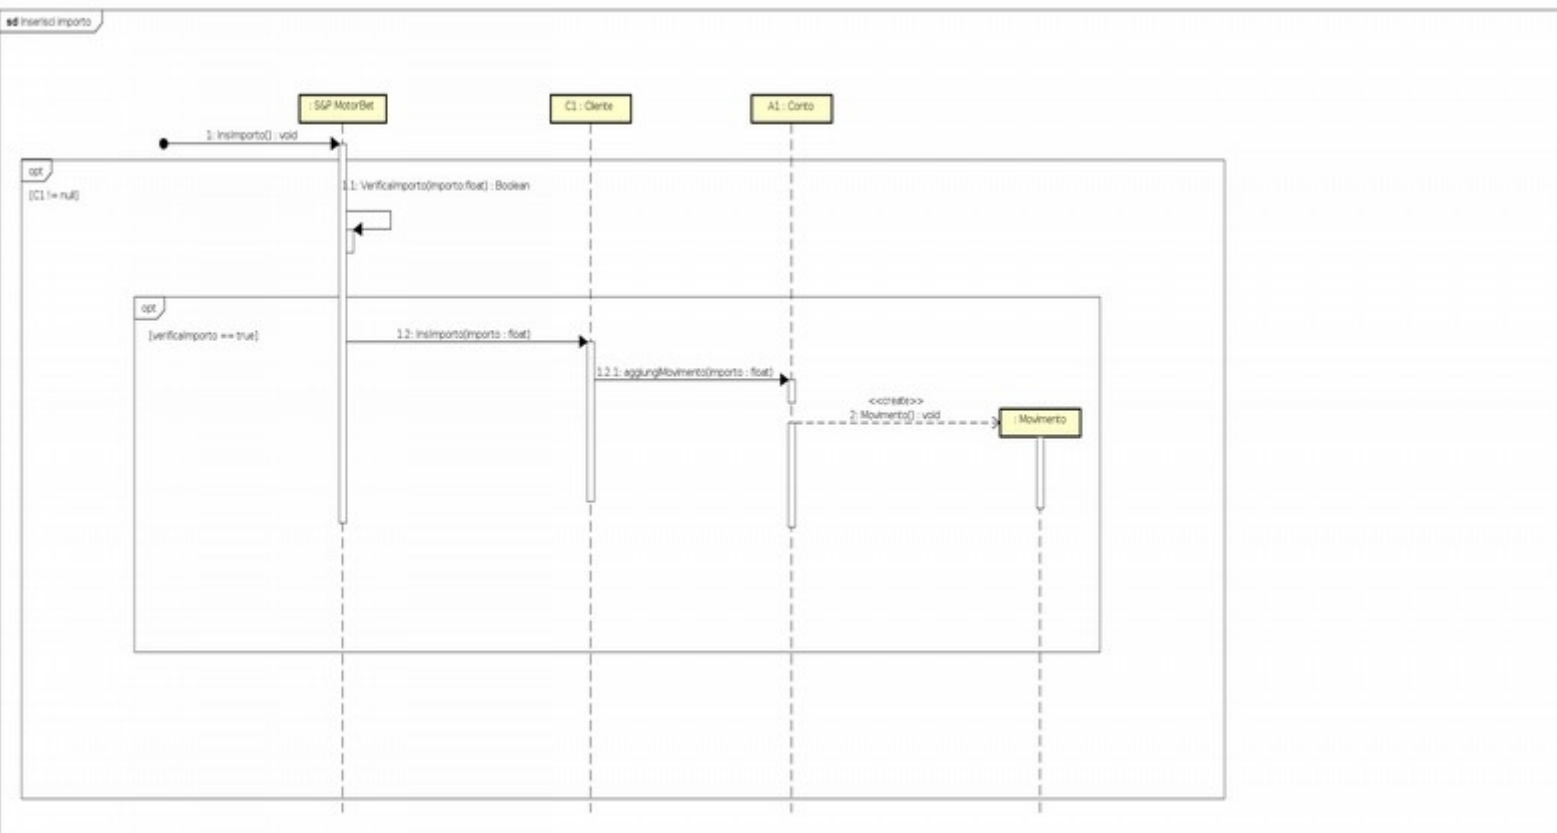 sd Inserisci importo
: S&P MotorBet
C1 : Cliente
A1 : Conto
1: InsImporto() : void
opt
[C1 != null]
1.1: VerificaImporto(importo:float) : Boolean
opt
[verificaImporto == true]
1.2: InsImporto(importo : float)
1.2.1: aggiungiMovimento(importo : float)
<<create>>
2: Movimento() : void
: Movimento